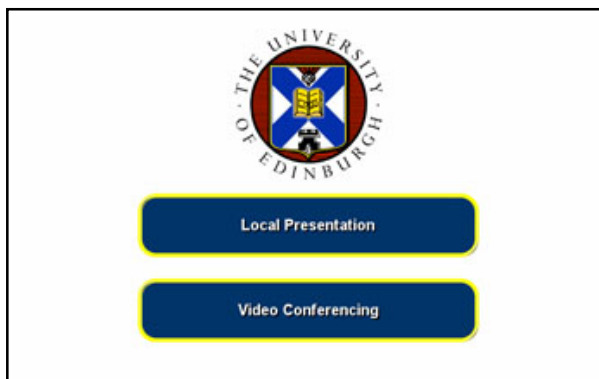 · THE UNIVERSITY ·
OF EDINBURGH
Local Presentation
Video Conferencing